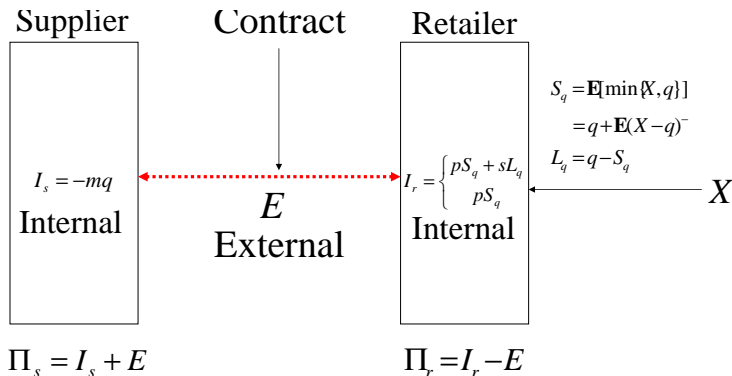 Supplier
Contract
Retailer
S_q = E[min{X, q}]
= q + E(X − q)^−
L_q = q − S_q
I_s = −mq
Internal
E
External
I_r = { pS_q + sL_q
pS_q
Internal
X
Π_s = I_s + E
Π_r = I_r − E